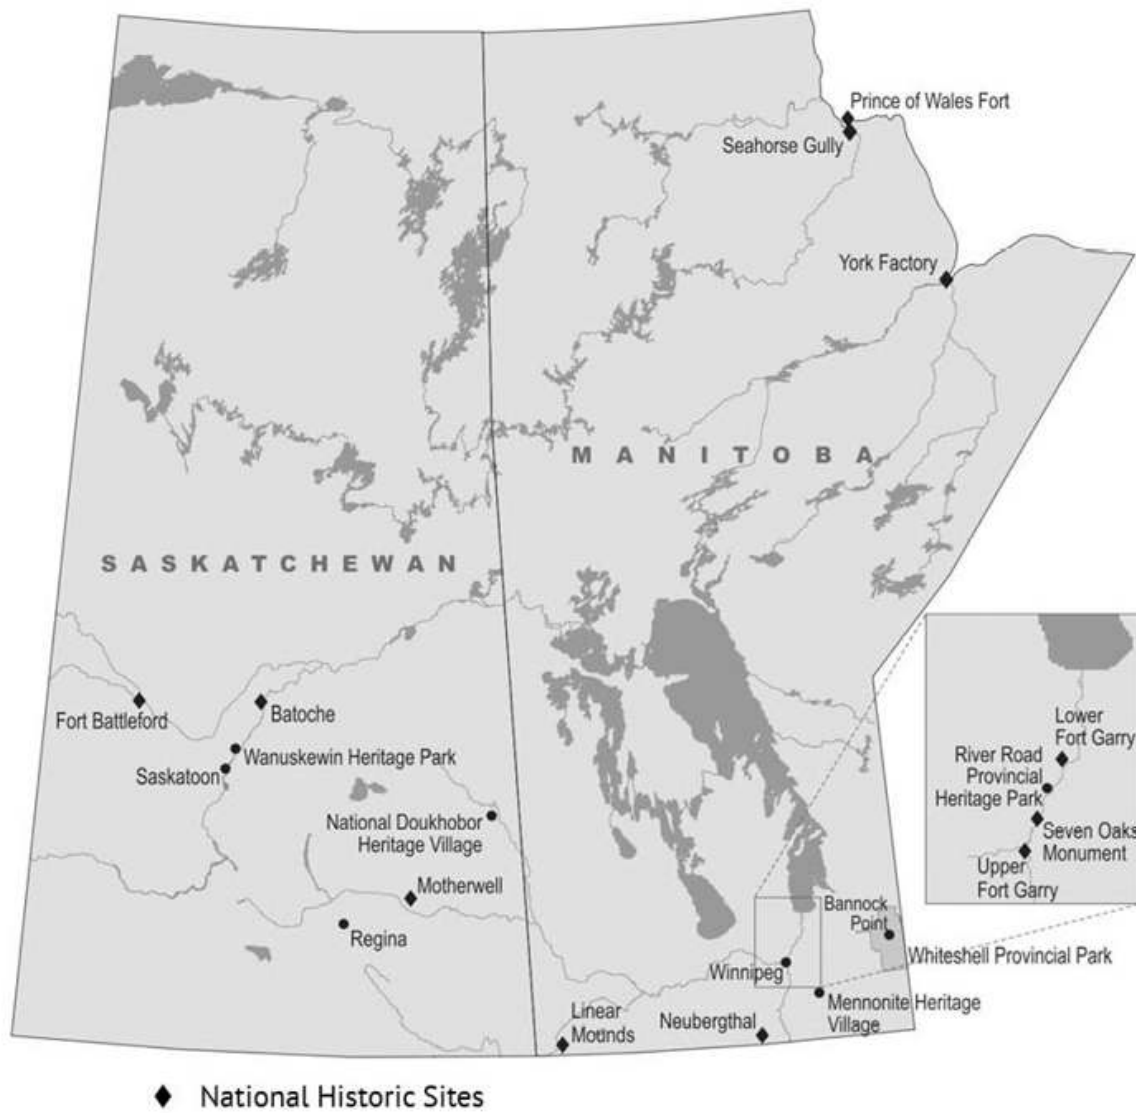 Prince of Wales Fort
Seahorse Gully
York Factory
MANITOBA
SASKATCHEWAN
Fort Battleford
Batoche
Wanuskewin Heritage Park
Saskatoon
National Doukhobor
Heritage Village
Motherwell
Regina
Lower
Fort Garry
River Road
Provincial
Heritage Park
Seven Oaks
Monument
Upper
Fort Garry
Bannock
Point
Whiteshell Provincial Park
Winnipeg
Mennonite Heritage
Village
Linear
Mounds
Neubergthal
National Historic Sites